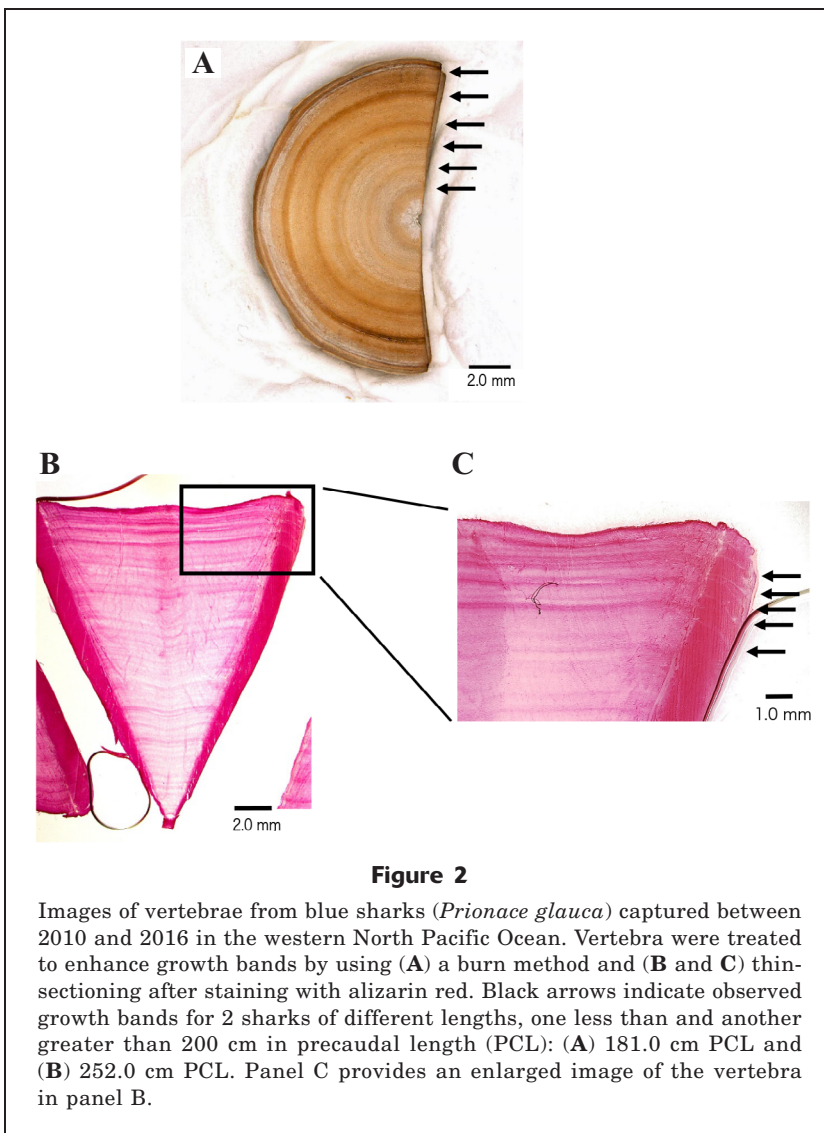 A
2.0 mm
B
C
2.0 mm
1.0 mm
Figure 2
Images of vertebrae from blue sharks (Prionace glauca) captured between
2010 and 2016 in the western North Pacific Ocean. Vertebra were treated
to enhance growth bands by using (A) a burn method and (B and C) thin-
sectioning after staining with alizarin red. Black arrows indicate observed
growth bands for 2 sharks of different lengths, one less than and another
greater than 200 cm in precaudal length (PCL): (A) 181.0 cm PCL and
(B) 252.0 cm PCL. Panel C provides an enlarged image of the vertebra
in panel B.